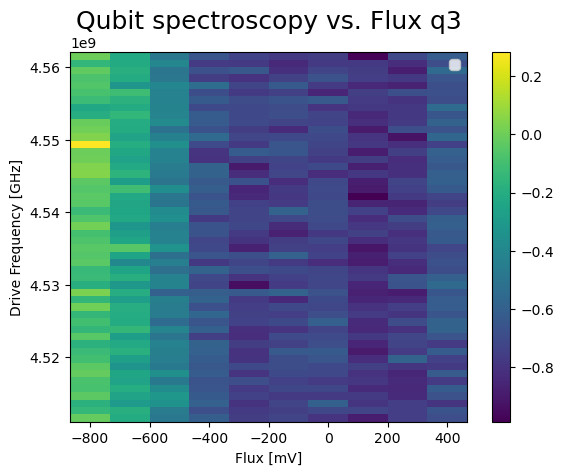 Qubit spectroscopy vs. Flux q3
1e9
4.56
4.55
4.54
4.53
4.52
Drive Frequency [GHz]
−800 −600 −400 −200 0 200 400
Flux [mV]
0.2
0.0
−0.2
−0.4
−0.6
−0.8